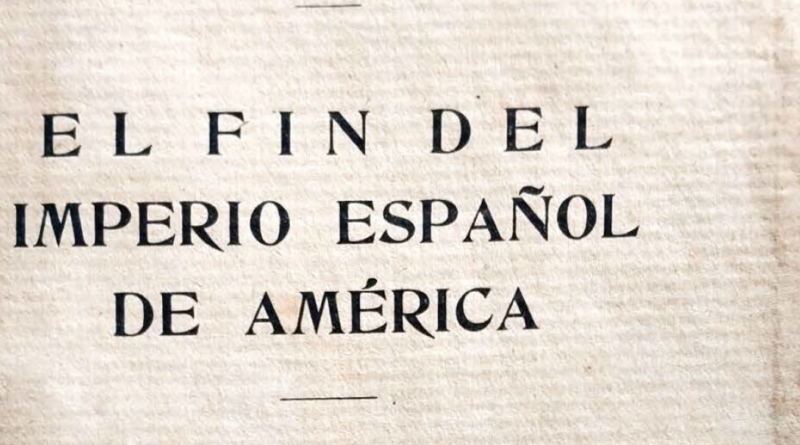 EL FIN DEL
IMPERIO ESPAÑOL
DE AMÉRICA